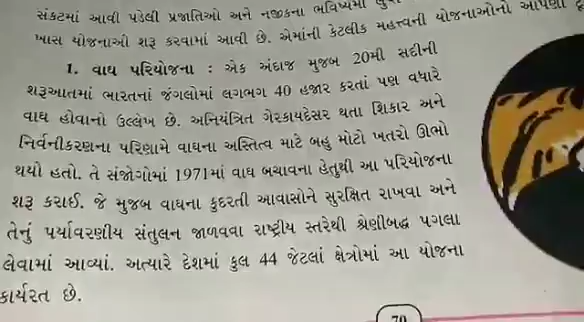 સંકટમાં આવી પડેલી પ્રજાતિઓ અને નજીકના ભવિષ્યમાં
ખાસ યોજનાઓ શરૂ કરવામાં આવી છે. એમાંની કેટલીક મહત્ત્વની યોજનાઓનો આપણે
1. વાઘ પરિયોજના : એક અંદાજ મુજબ 20મી સદીની
શરૂઆતમાં ભારતનાં જંગલોમાં લગભગ 40 હજાર કરતાં પણ વધારે
વાઘ હોવાનો ઉલ્લેખ છે. અનિયંત્રિત ગેરકાયદેસર થતા શિકાર અને
નિર્વનીકરણના પરિણામે વાઘના અસ્તિત્વ માટે બહુ મોટો ખતરો ઊભો
થયો હતો. તે સંજોગોમાં 1971માં વાઘ બચાવના હેતુથી આ પરિયોજના
શરૂ કરાઈ. જે મુજબ વાઘના કુદરતી આવાસોને સુરક્ષિત રાખવા અને
તેનું પર્યાવરણીય સંતુલન જાળવવા રાષ્ટ્રીય સ્તરેથી શ્રેણીબદ્ધ પગલા
લેવામાં આવ્યાં. અત્યારે દેશમાં કુલ 44 જેટલાં ક્ષેત્રોમાં આ યોજના
કાર્યરત છે.
70